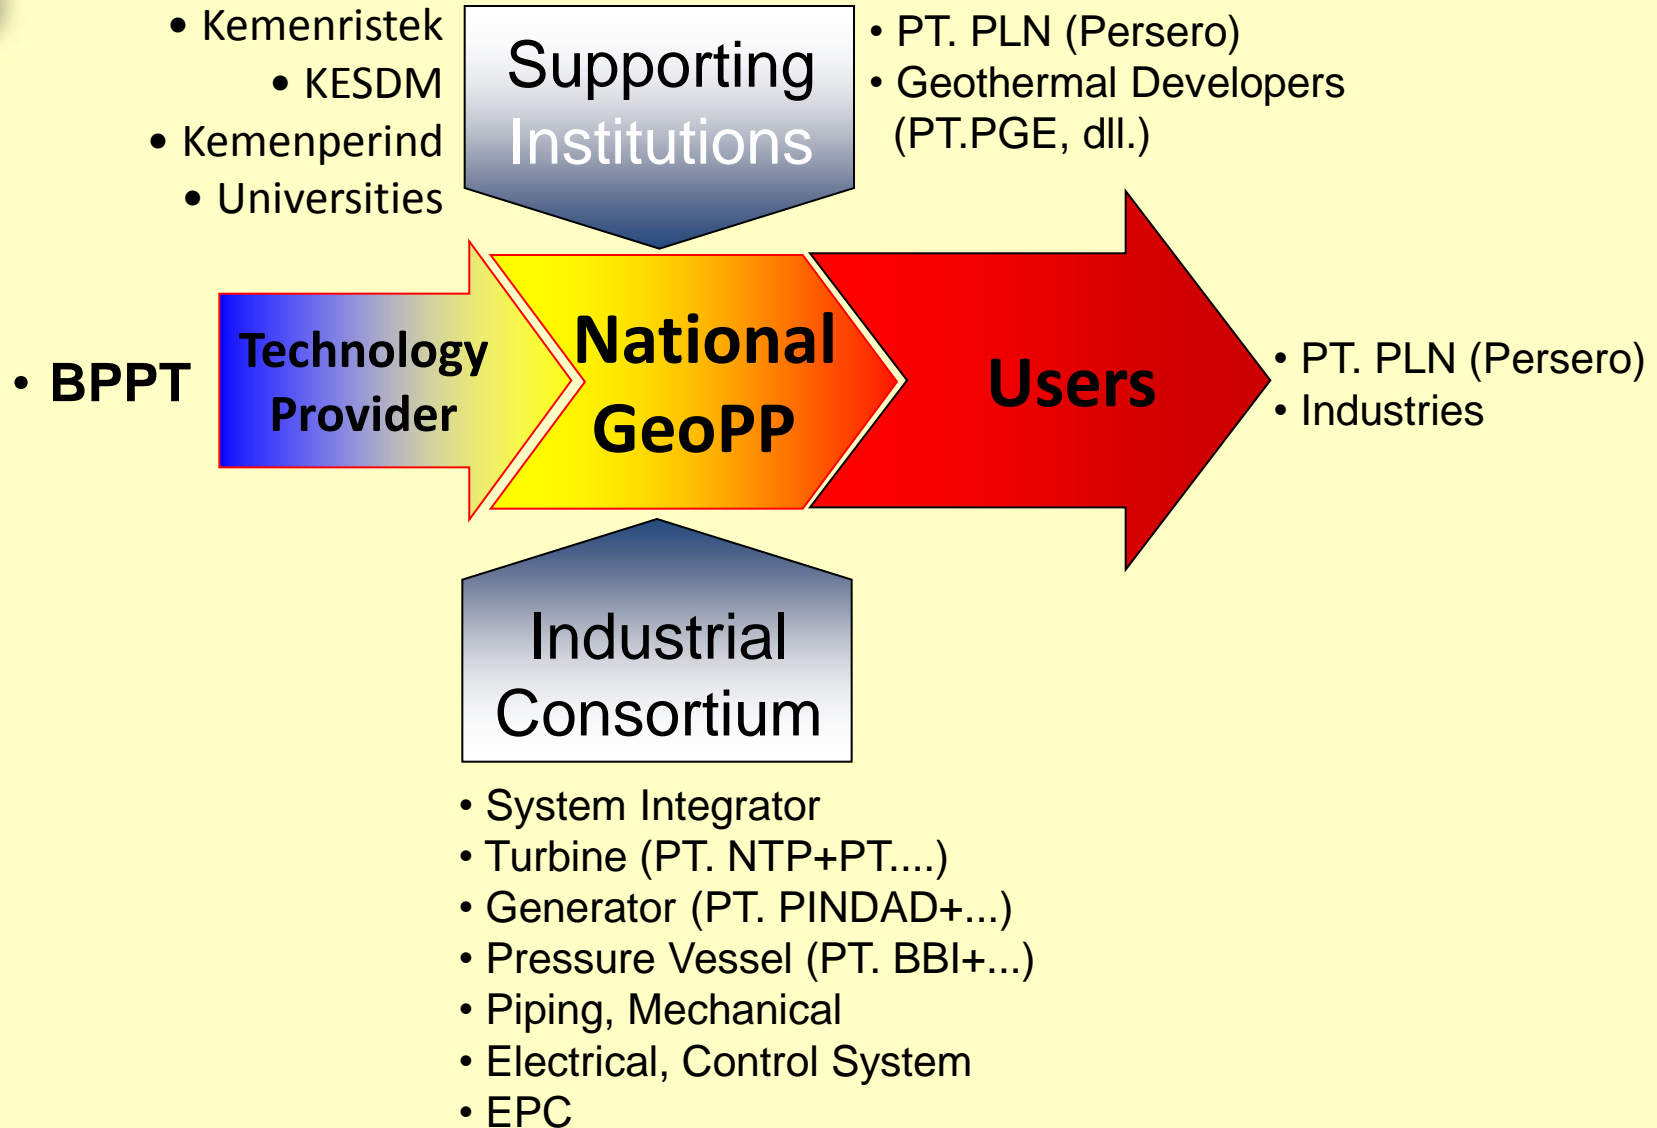 • Kemenristek
• KESDM
• Kemenperind
• Universities
Supporting
Institutions
• PT. PLN (Persero)
• Geothermal Developers
(PT.PGE, dll.)
• BPPT
Technology
Provider
National
GeoPP
Users
• PT. PLN (Persero)
• Industries
Industrial
Consortium
• System Integrator
• Turbine (PT. NTP+PT....)
• Generator (PT. PINDAD+...)
• Pressure Vessel (PT. BBI+...)
• Piping, Mechanical
• Electrical, Control System
• EPC